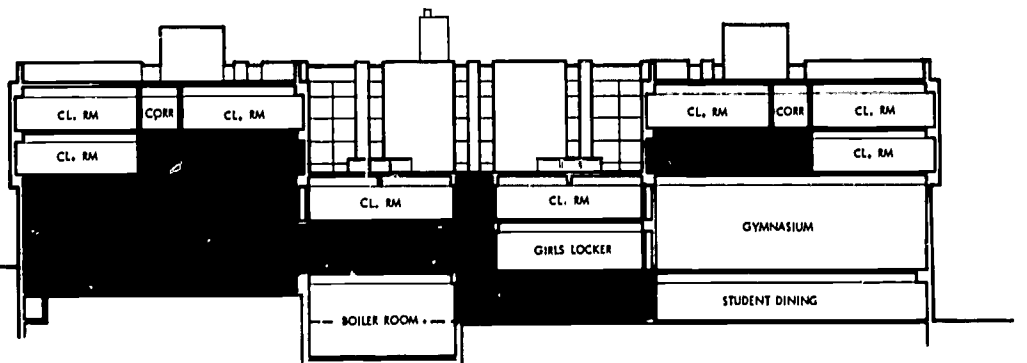 CL. RM
CORR
CL. RM
CL. RM
CORR
CL. RM
CL. RM
CL. RM
CL. RM
CL. RM
GYMNASIUM
GIRLS LOCKER
STUDENT DINING
BOILER ROOM